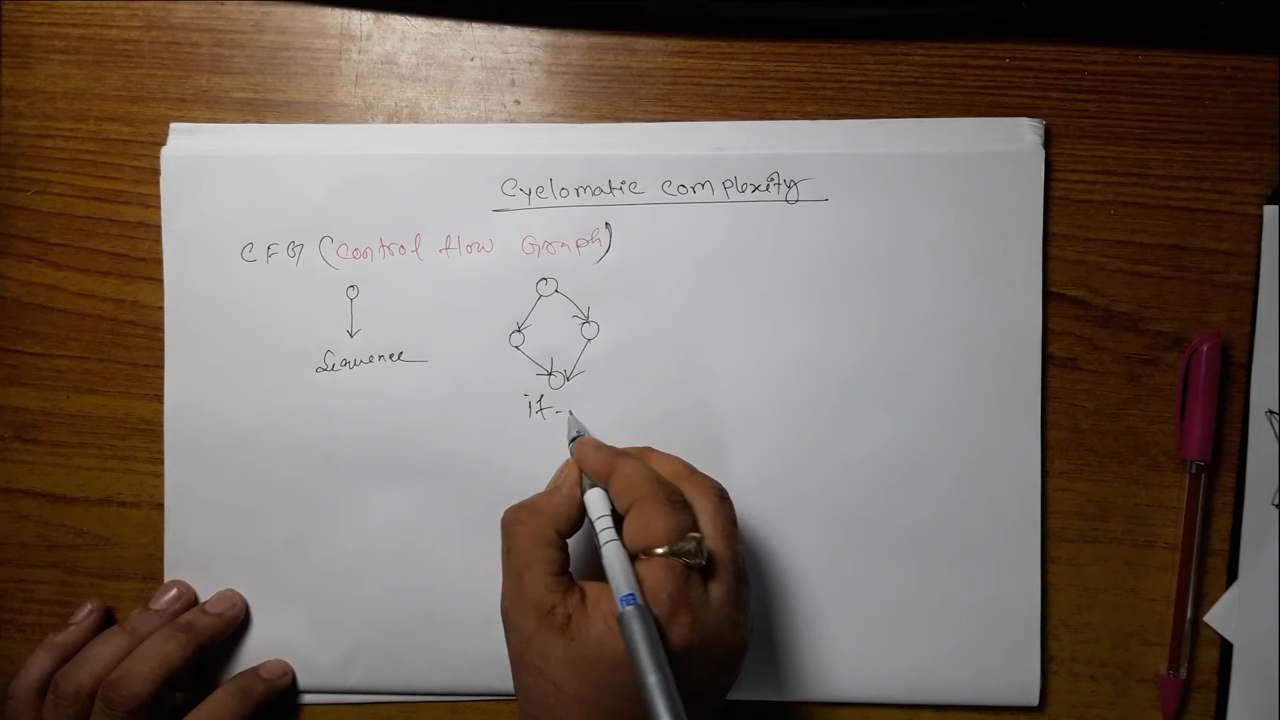 Cyclomatic complexity
CFG (Control flow Graph)
Sequence
if-